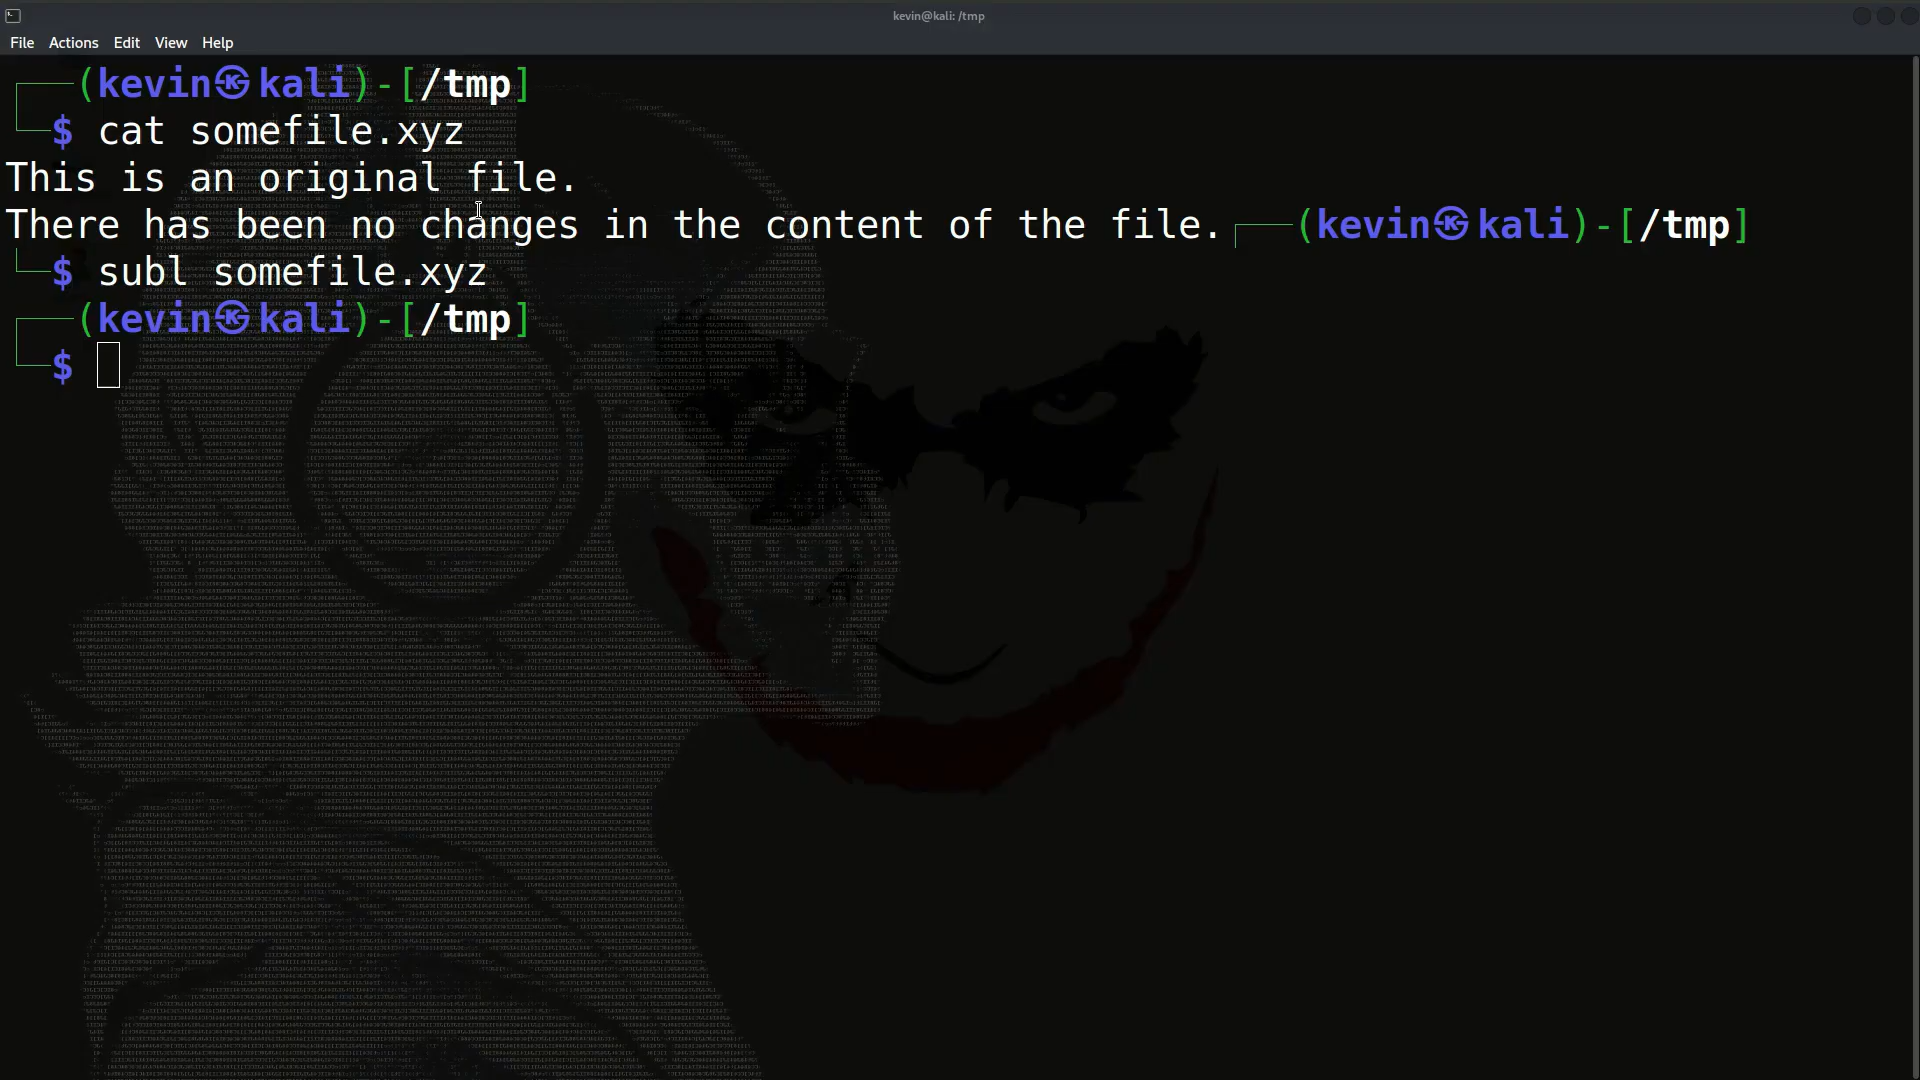 kevin@kali: /tmp
File Actions Edit View Help
┌──(kevin㉿kali)-[/tmp]
└─$ cat somefile.xyz
This is an original file.
There has been no changes in the content of the file.┌──(kevin㉿kali)-[/tmp]
└─$ subl somefile.xyz
┌──(kevin㉿kali)-[/tmp]
└─$